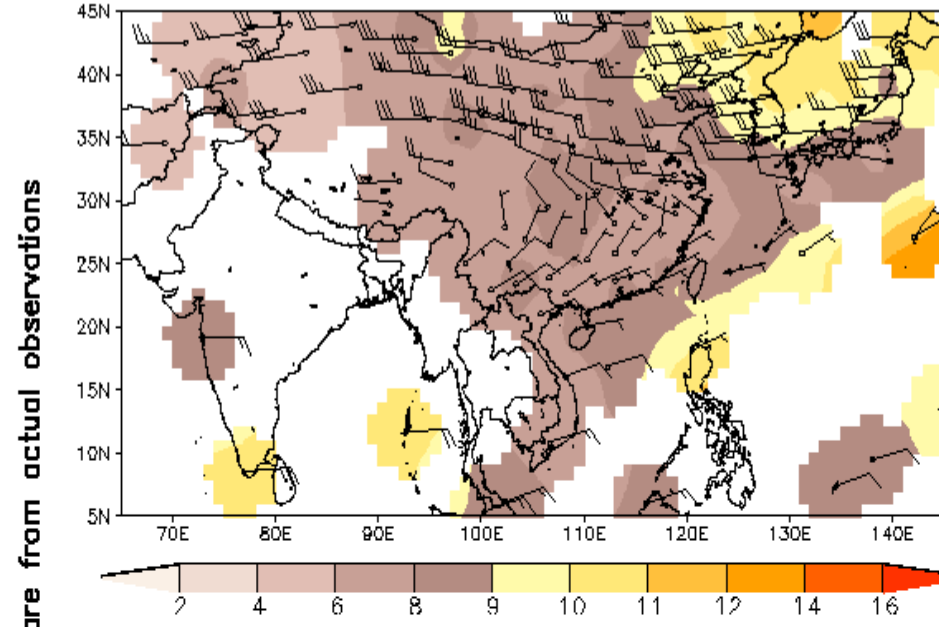 are from actual observations
45N
40N
35N
30N
25N
20N
15N
10N
5N
70E 80E 90E 100E 110E 120E 130E 140E
2 4 6 8 9 10 11 12 14 16